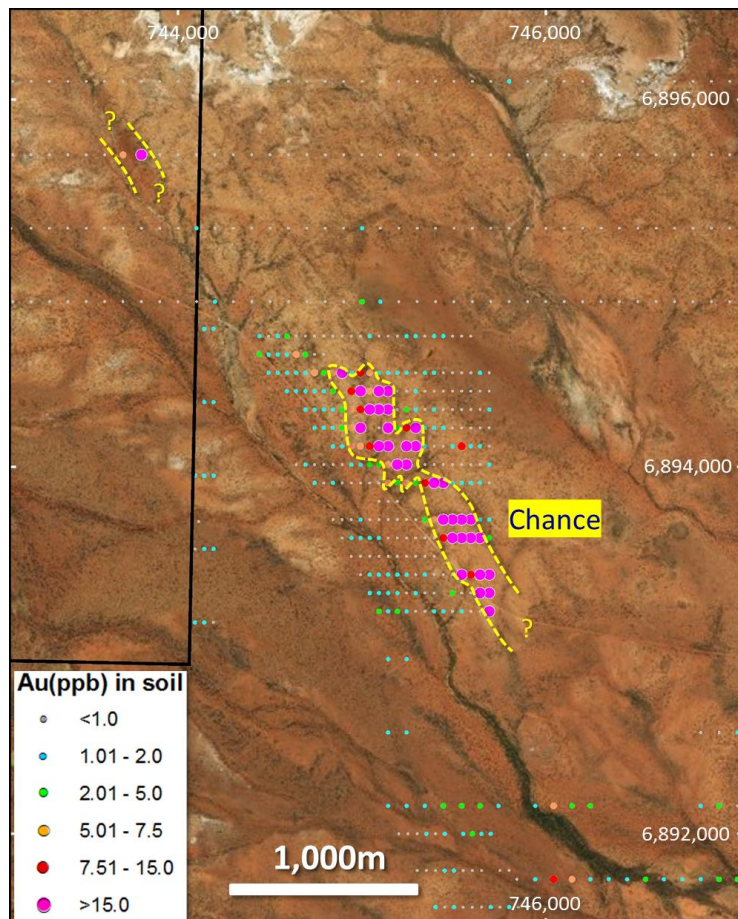 744,000
746,000
6,896,000
?
?
6,894,000
Chance
?
Au(ppb) in soil
<1.0
1.01 - 2.0
2.01 - 5.0
5.01 - 7.5
7.51 - 15.0
>15.0
6,892,000
1,000m
746,000